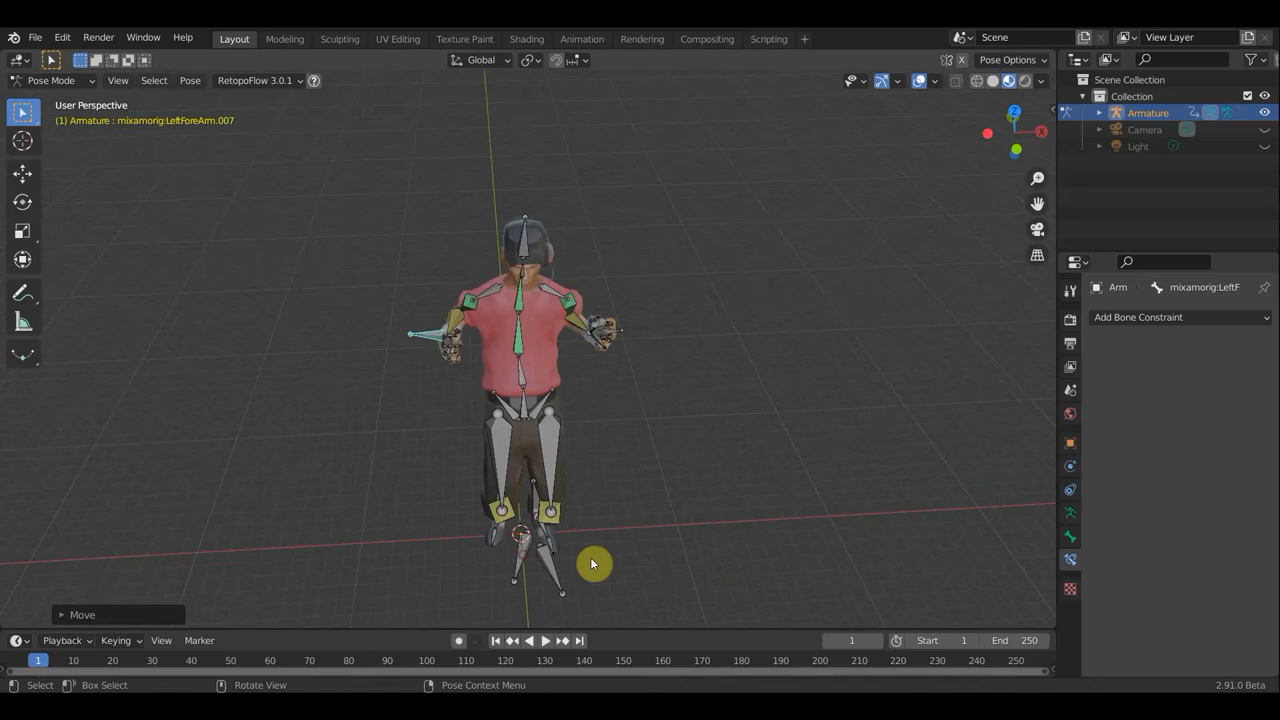 File Edit Render Window Help
Layout Modeling Sculpting UV Editing Texture Paint Shading Animation Rendering Compositing Scripting +
Scene
View Layer
Global
X
Pose Options
Pose Mode View Select Pose RetopoFlow 3.0.1
User Perspective
(1) Armature : mixamorig:LeftForeArm.007
Z
X
Scene Collection
Collection
Armature
Camera
Light
Arm mixamorig:LeftF
Add Bone Constraint
Move
Playback Keying View Marker
1
Start 1
End 250
1 10 20 30 40 50 60 70 80 90 100 110 120 130 140 150 160 170 180 190 200 210 220 230 240 250
Select Box Select Rotate View Pose Context Menu 2.91.0 Beta